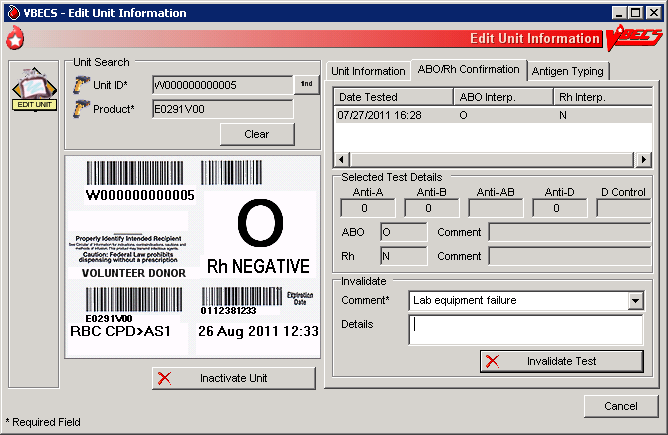 VBECS - Edit Unit Information
Edit Unit Information
VBECS
EDIT UNIT
Unit Search
Unit ID*
W000000000005
find
Product*
E0291V00
Clear
W000000000005
Properly Identify Intended Recipient
See Circular of Information for indications, contraindications, cautions and
methods of infusion. This product may transmit infectious agents.
Caution: Federal Law prohibits
dispensing without a prescription
VOLUNTEER DONOR
O
Rh NEGATIVE
E0291V00
RBC CPD>AS1
0112381233
Expiration
Date
26 Aug 2011 12:33
Inactivate Unit
* Required Field
Unit Information
ABO/Rh Confirmation
Antigen Typing
Date Tested ABO Interp. Rh Interp.
07/27/2011 16:28 O N
Selected Test Details
Anti-A Anti-B Anti-AB Anti-D D Control
0 0 0
ABO O Comment
Rh N Comment
Invalidate
Comment* Lab equipment failure
Details
Invalidate Test
Cancel